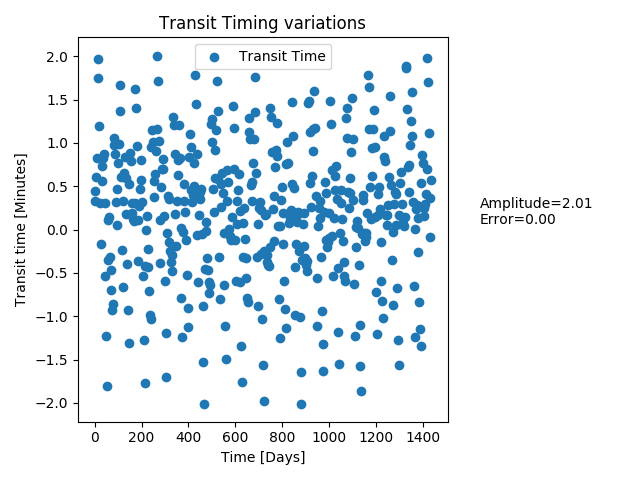 Transit Timing variations
Transit Time
Transit time [Minutes]
2.0
1.5
1.0
0.5
0.0
−0.5
−1.0
−1.5
−2.0
0 200 400 600 800 1000 1200 1400
Time [Days]
Amplitude=2.01
Error=0.00